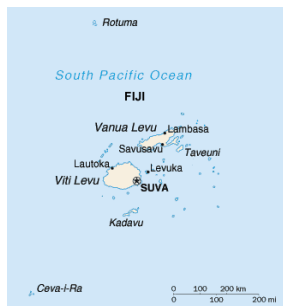 Rotuma
South Pacific Ocean
FIJI
Vanua Levu
Lambasa
Savusavu
Taveuni
Lautoka
Levuka
Viti Levu
SUVA
Kadavu
Ceva-I-Ra
0 100 200 km
0 100 200 mi